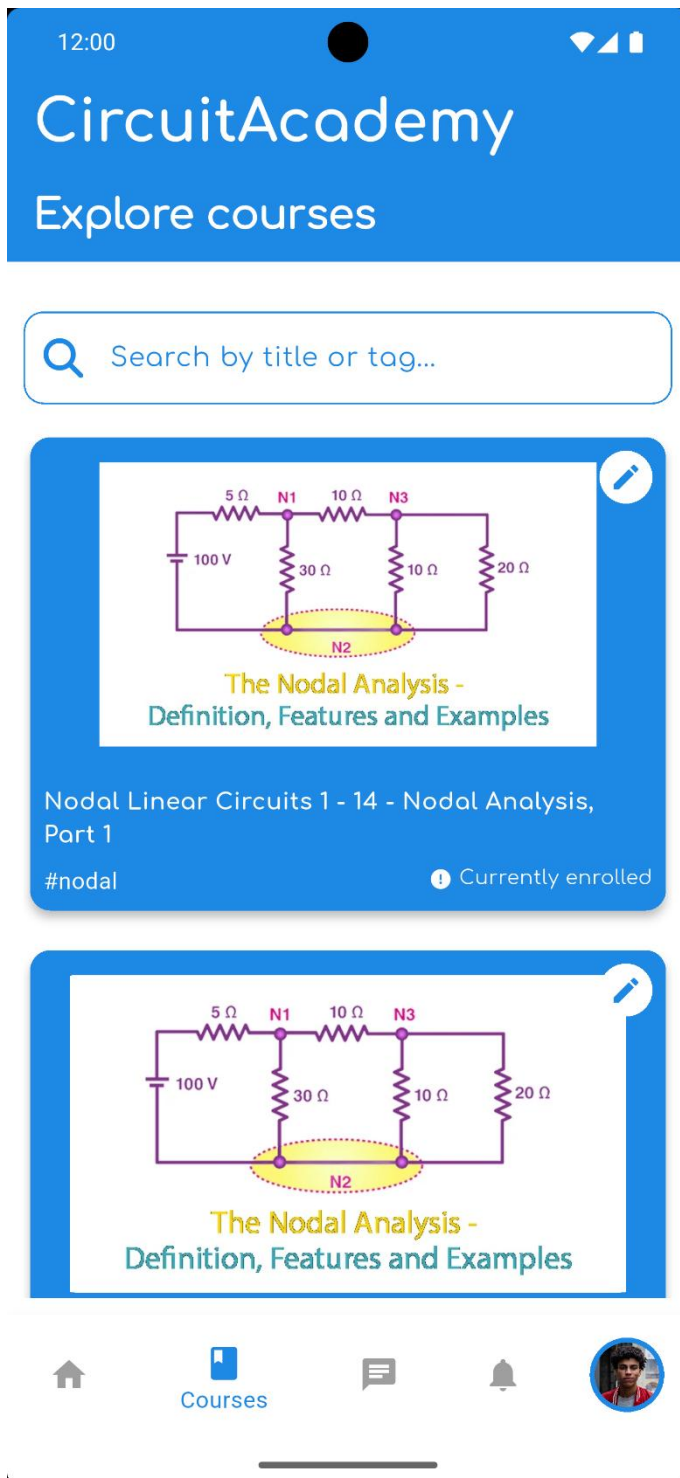 12:00
CircuitAcademy
Explore courses
Search by title or tag...
5 Ω N1 10 Ω N3
100 V 30 Ω 10 Ω 20 Ω
N2
The Nodal Analysis -
Definition, Features and Examples
Nodal Linear Circuits 1 - 14 - Nodal Analysis,
Part 1
#nodal Currently enrolled
5 Ω N1 10 Ω N3
100 V 30 Ω 10 Ω 20 Ω
N2
The Nodal Analysis -
Definition, Features and Examples
Courses